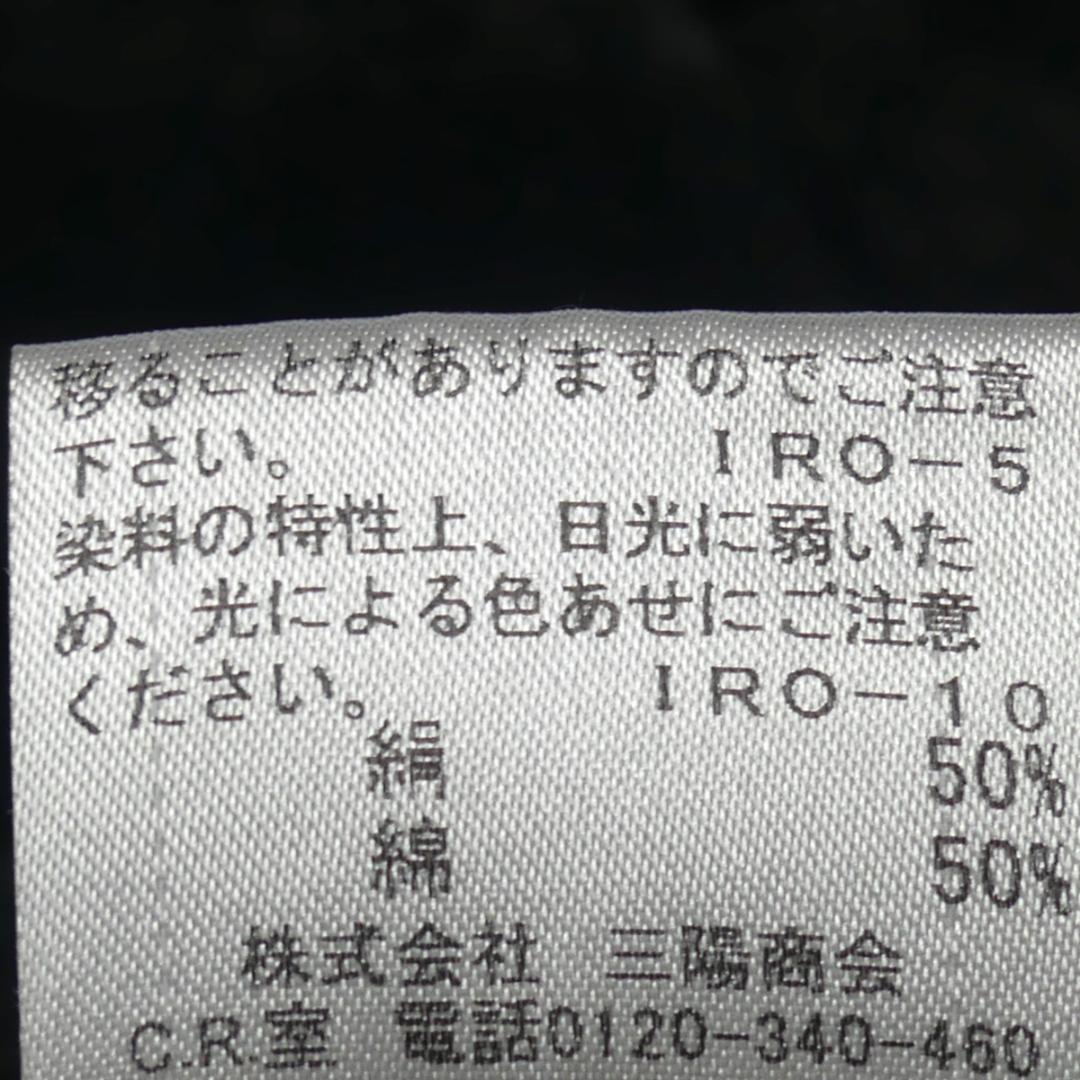 移ることがありますのでご注意
下さい。 IRO-5
染料の特性上、日光に弱いた
め、光による色あせにご注意
ください。 IRO-10
絹 50%
綿 50%
株式会社 三陽商会
C.R.室 電話0120-340-460